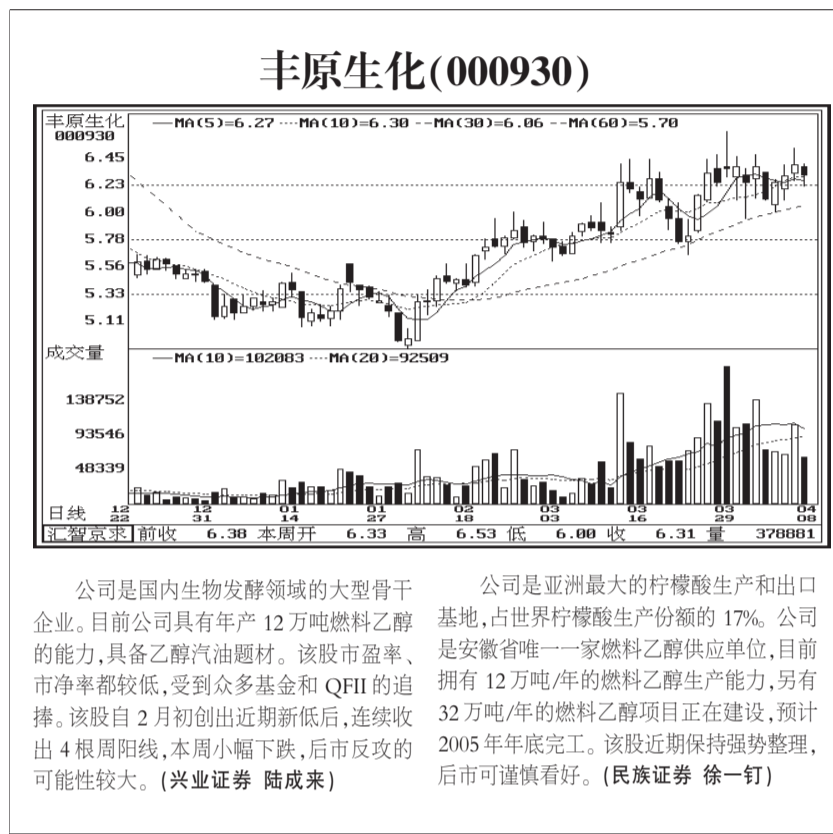 丰原生化(000930)
丰原生化
000930
—MA(5)=6.27 ····MA(10)=6.30 --MA(30)=6.06 --MA(60)=5.70
6.45
6.23
6.00
5.78
5.56
5.33
5.11
成交量
—MA(10)=102083 ····MA(20)=92509
138752
93546
48339
日线 12 12 01 01 02 03 03 03 04
22 31 14 27 18 03 16 29 08
汇智京求 前收 6.38 本周开 6.33 高 6.53 低 6.00 收 6.31 量 378881
公司是国内生物发酵领域的大型骨干
企业。目前公司具有年产 12 万吨燃料乙醇
的能力,具备乙醇汽油题材。该股市盈率、
市净率都较低,受到众多基金和 QFII 的追
捧。该股自 2 月初创出近期新低后,连续收
出 4 根周阳线,本周小幅下跌,后市反攻的
可能性较大。(兴业证券 陆成来)
公司是亚洲最大的柠檬酸生产和出口
基地,占世界柠檬酸生产份额的 17%。公司
是安徽省唯一一家燃料乙醇供应单位,目前
拥有 12 万吨/年的燃料乙醇生产能力,另有
32 万吨/年的燃料乙醇项目正在建设,预计
2005 年年底完工。该股近期保持强势整理,
后市可谨慎看好。(民族证券 徐一钉)